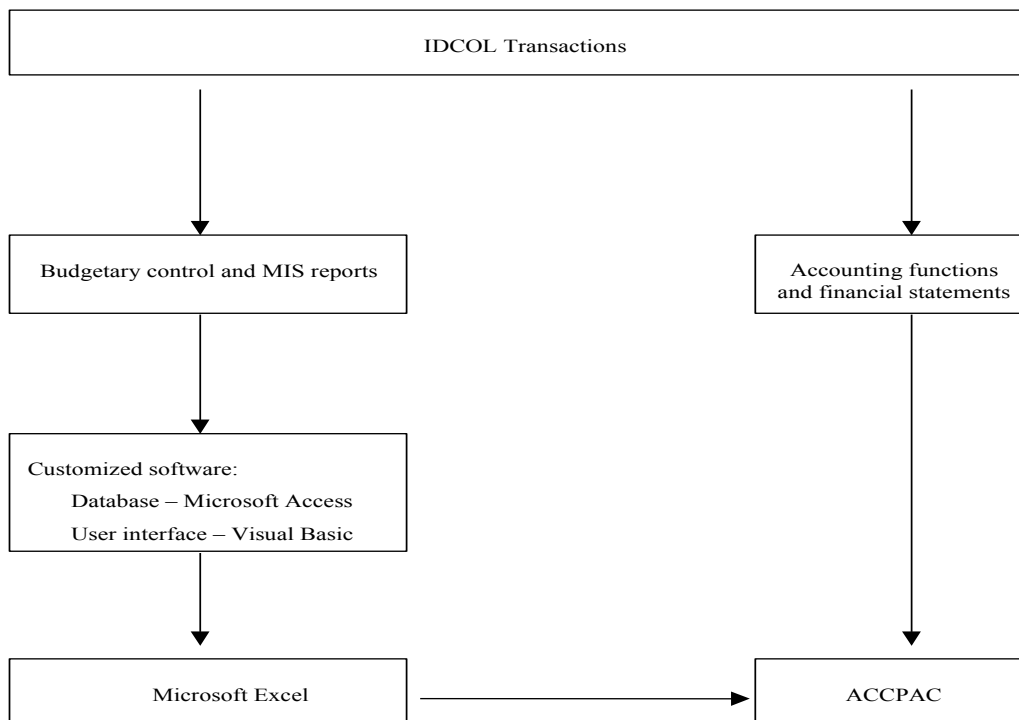 IDCOL Transactions
Budgetary control and MIS reports
Accounting functions
and financial statements
Customized software:
Database – Microsoft Access
User interface – Visual Basic
Microsoft Excel
ACCPAC